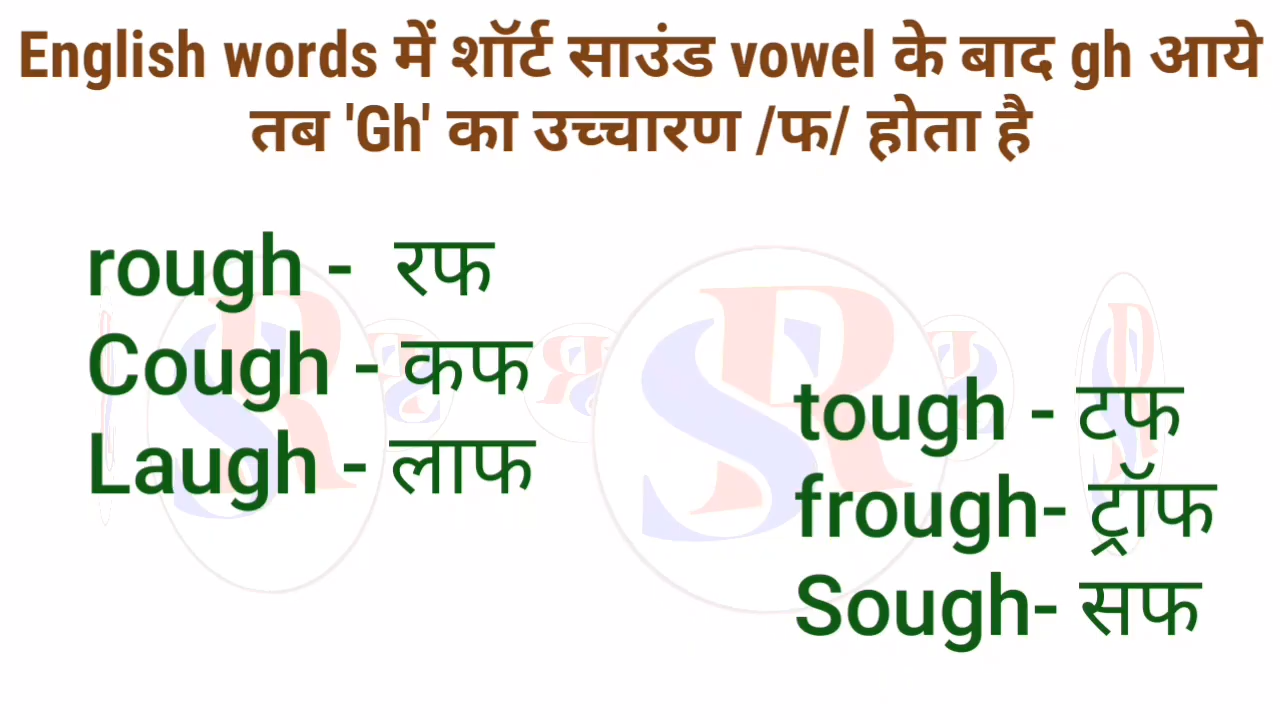 English words में शॉर्ट साउंड vowel के बाद gh आये
तब 'Gh' का उच्चारण /फ/ होता है
rough - रफ
Cough - कफ
Laugh - लाफ
tough - टफ
frough- ट्रॉफ
Sough- सफ